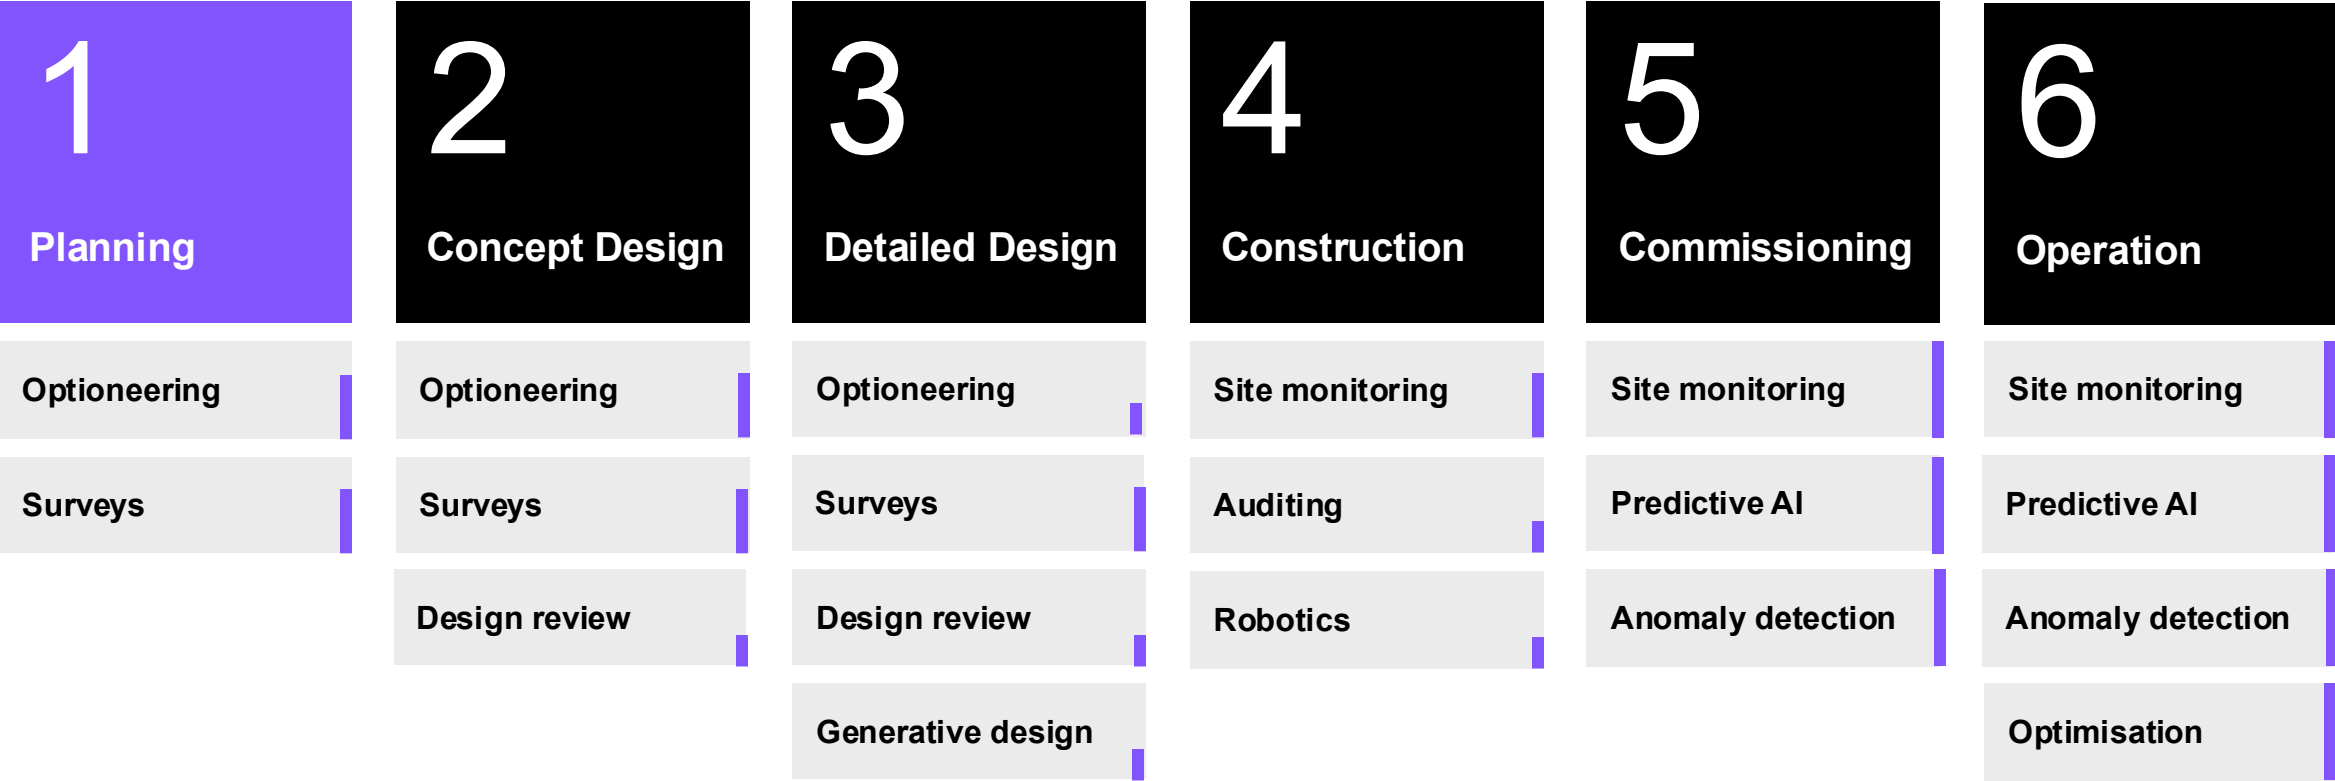 1
Planning
Optioneering
Surveys
2
Concept Design
Optioneering
Surveys
Design review
3
Detailed Design
Optioneering
Surveys
Design review
Generative design
4
Construction
Site monitoring
Auditing
Robotics
5
Commissioning
Site monitoring
Predictive AI
Anomaly detection
6
Operation
Site monitoring
Predictive AI
Anomaly detection
Optimisation